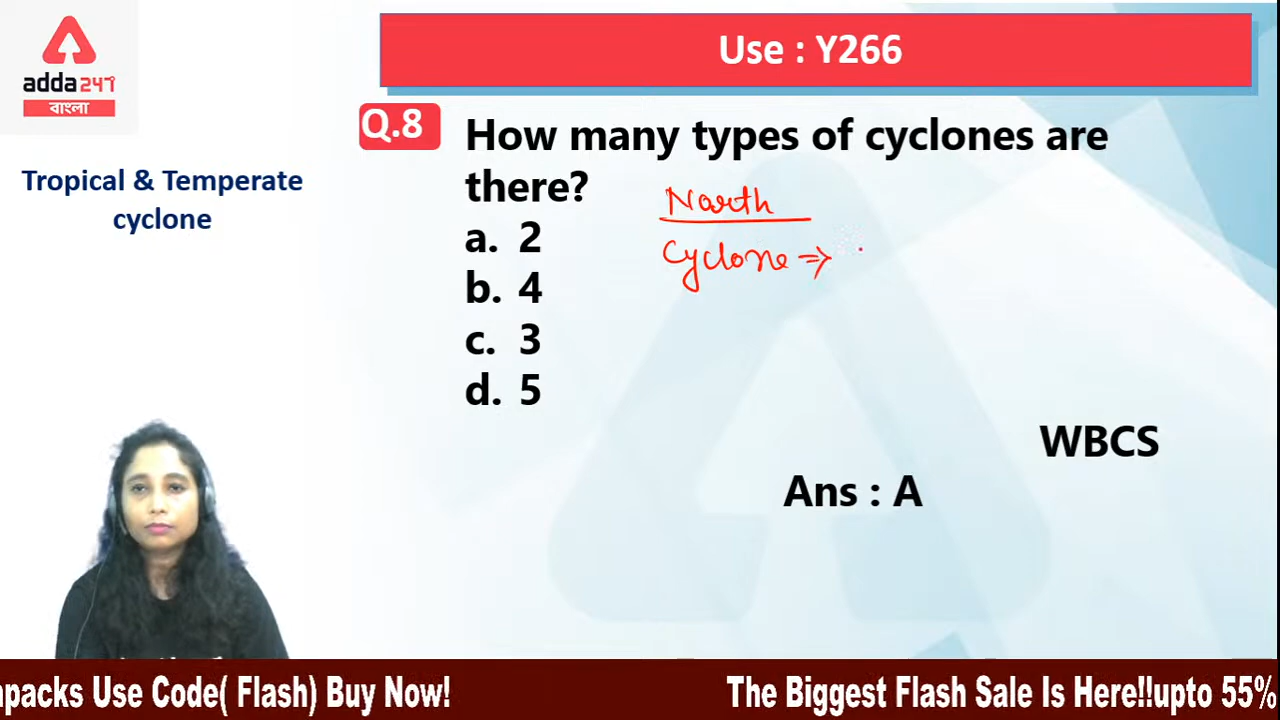 adda247
বাংলা
Use : Y266
Tropical & Temperate
cyclone
Q.8
How many types of cyclones are
there?
a. 2
b. 4
c. 3
d. 5
North
Cyclone ⇒
WBCS
Ans : A
apacks Use Code( Flash) Buy Now!
The Biggest Flash Sale Is Here!!upto 55%